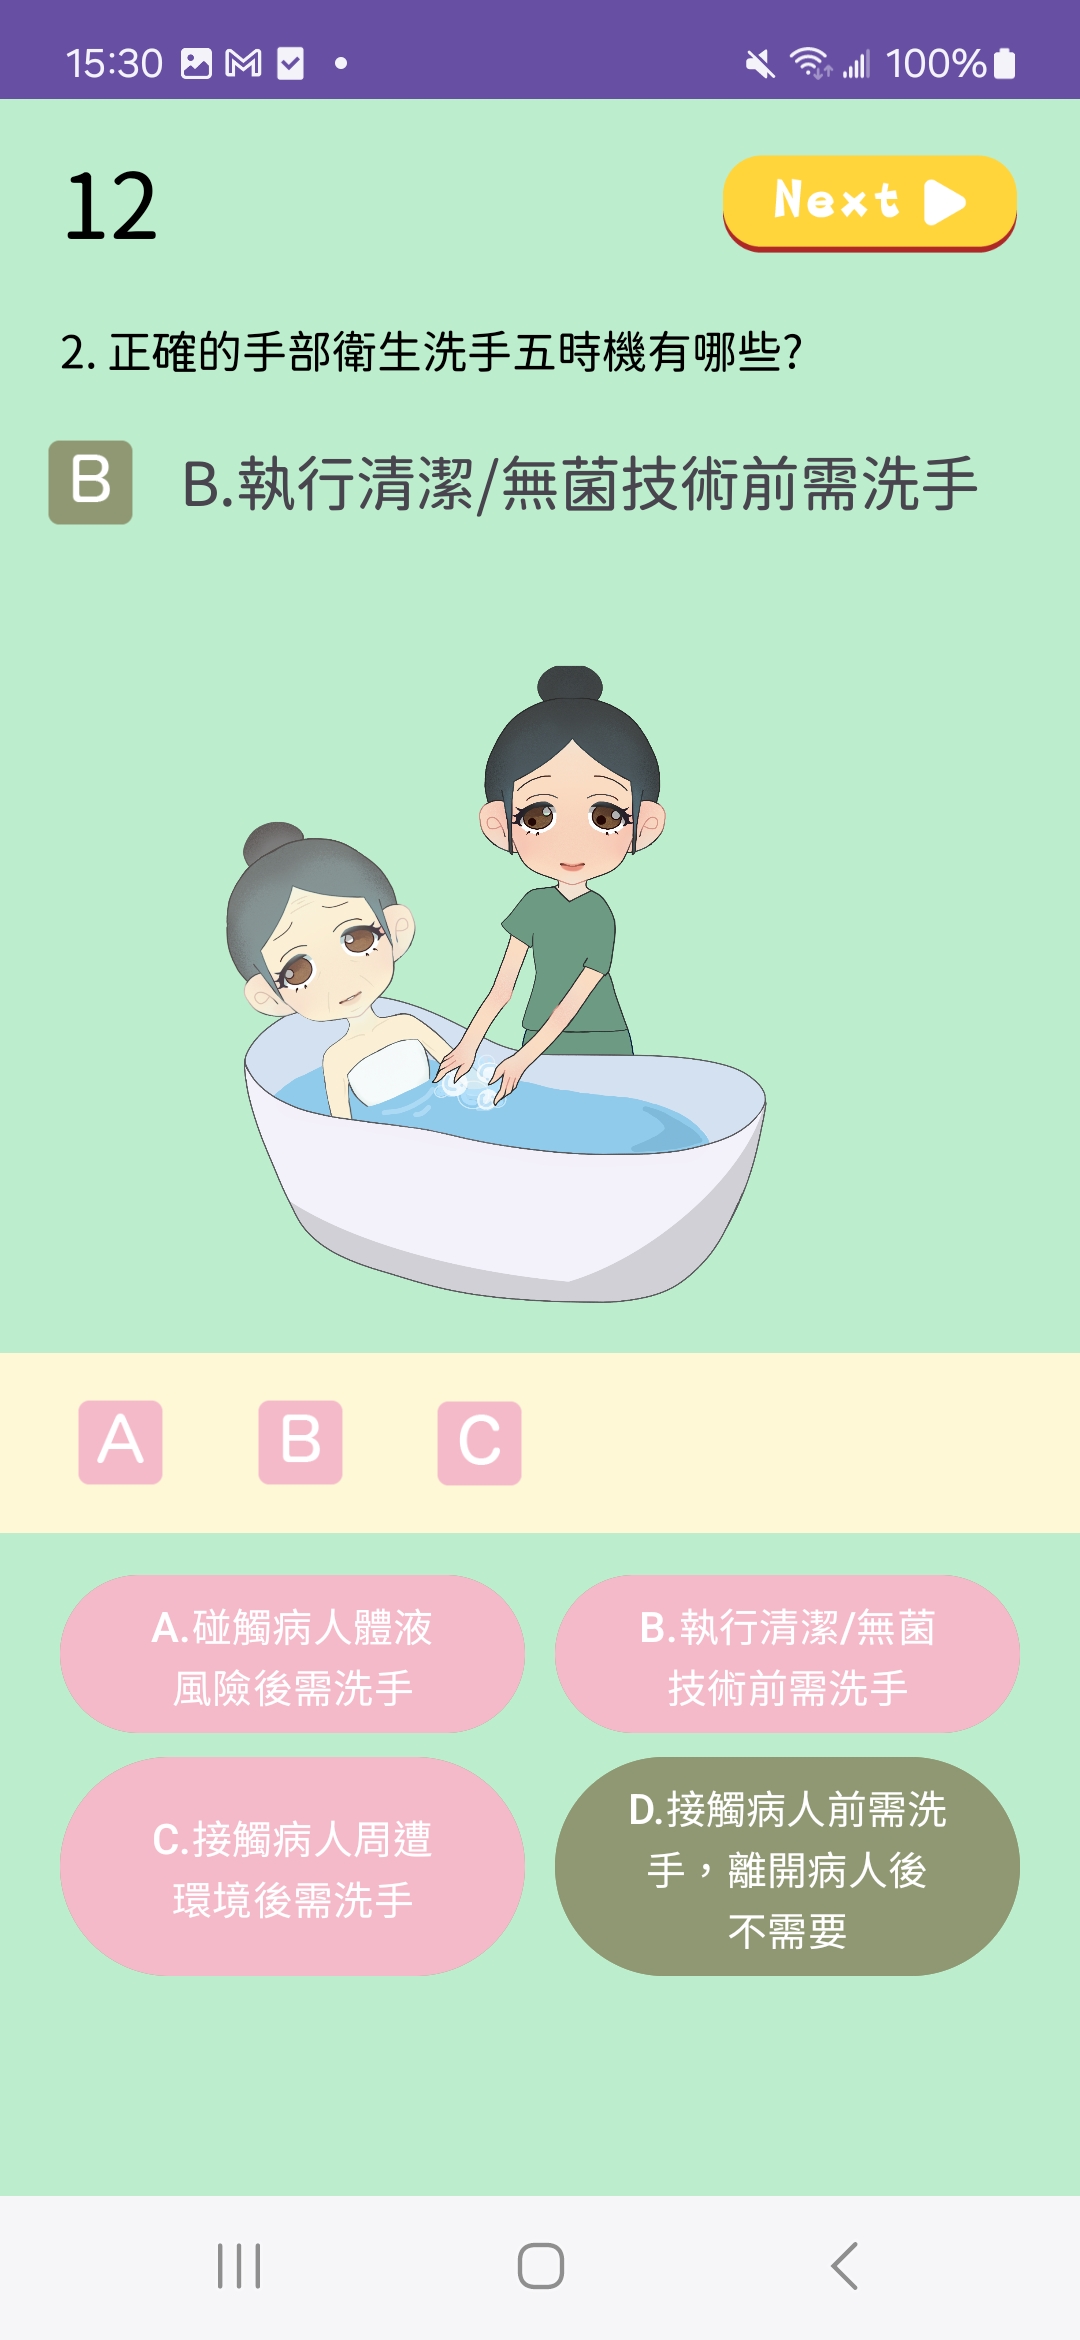 15:30
100%
12
Next
2. 正確的手部衛生洗手五時機有哪些?
B
B.執行清潔/無菌技術前需洗手
A
B
C
A.碰觸病人體液
風險後需洗手
B.執行清潔/無菌
技術前需洗手
C.接觸病人周遭
環境後需洗手
D.接觸病人前需洗
手，離開病人後
不需要